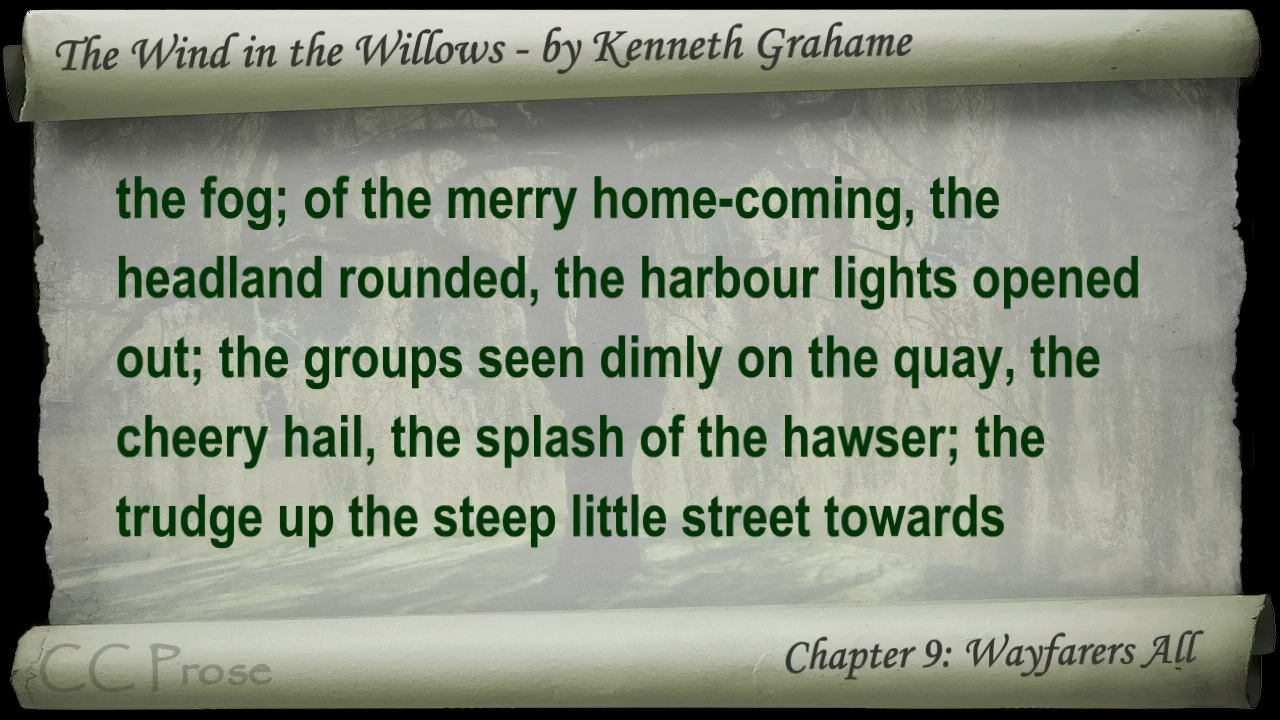 The Wind in the Willows - by Kenneth Grahame
the fog; of the merry home-coming, the
headland rounded, the harbour lights opened
out; the groups seen dimly on the quay, the
cheery hail, the splash of the hawser; the
trudge up the steep little street towards
CC Prose
Chapter 9: Wayfarers All